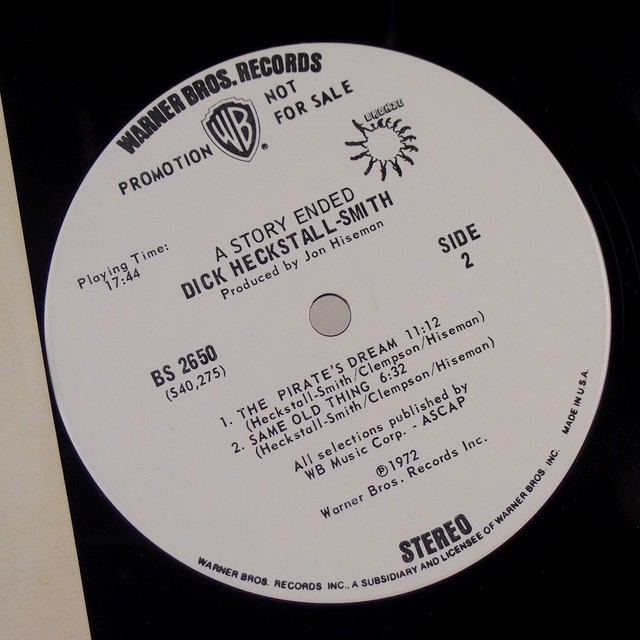 WARNER BROS. RECORDS
PROMOTION
WB
®
NOT
FOR SALE
BRONZE
A STORY ENDED
DICK HECKSTALL-SMITH
Produced by Jon Hiseman
Playing Time:
17:44
SIDE
2
BS 2650
(S40,275)
1. THE PIRATE'S DREAM 11:12
(Heckstall-Smith/Clempson/Hiseman)
2. SAME OLD THING 6:32
(Heckstall-Smith/Clempson/Hiseman)
All selections published by
WB Music Corp. - ASCAP
℗1972
Warner Bros. Records Inc.
STEREO
WARNER BROS. RECORDS INC., A SUBSIDIARY AND LICENSEE OF WARNER BROS. INC. MADE IN U.S.A.